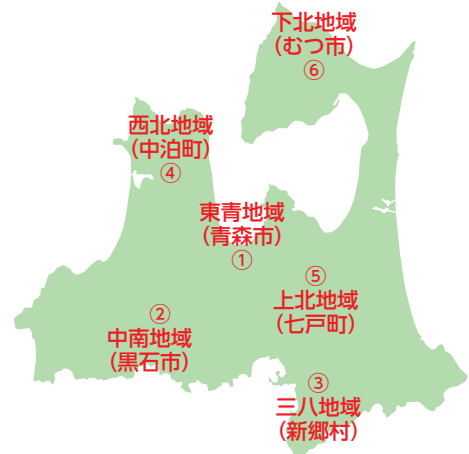 下北地域
(むつ市)
⑥
西北地域
(中泊町)
④
東青地域
(青森市)
①
⑤
上北地域
(七戸町)
②
中南地域
(黒石市)
③
三八地域
(新郷村)